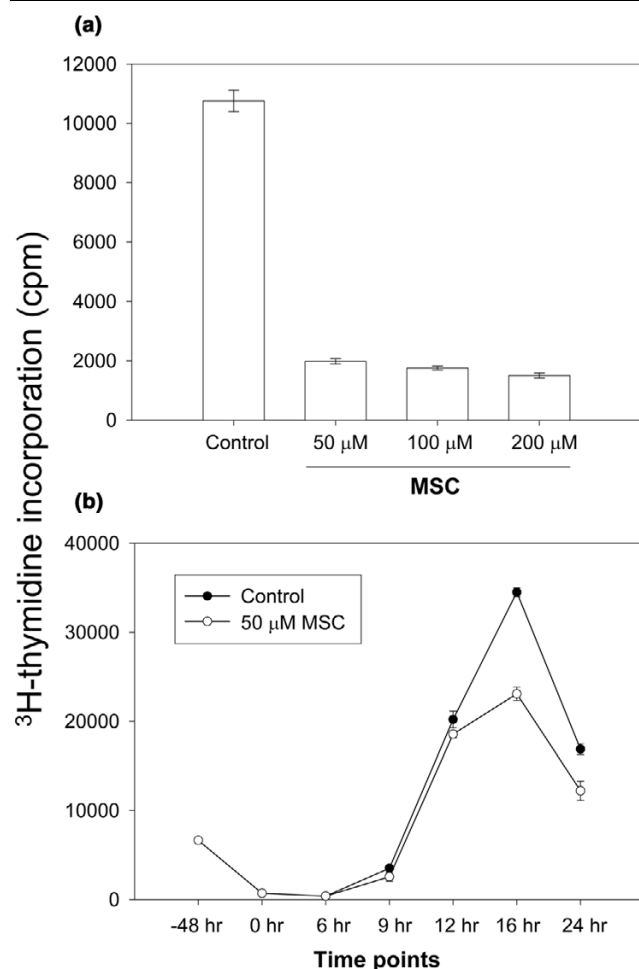 (a)
12000
10000
8000
6000
4000
2000
0
Control
50 μM
100 μM
200 μM
MSC
³H-thymidine incorporation (cpm)
(b)
40000
30000
20000
10000
0
Control
50 μM MSC
-48 hr
0 hr
6 hr
9 hr
12 hr
16 hr
24 hr
Time points